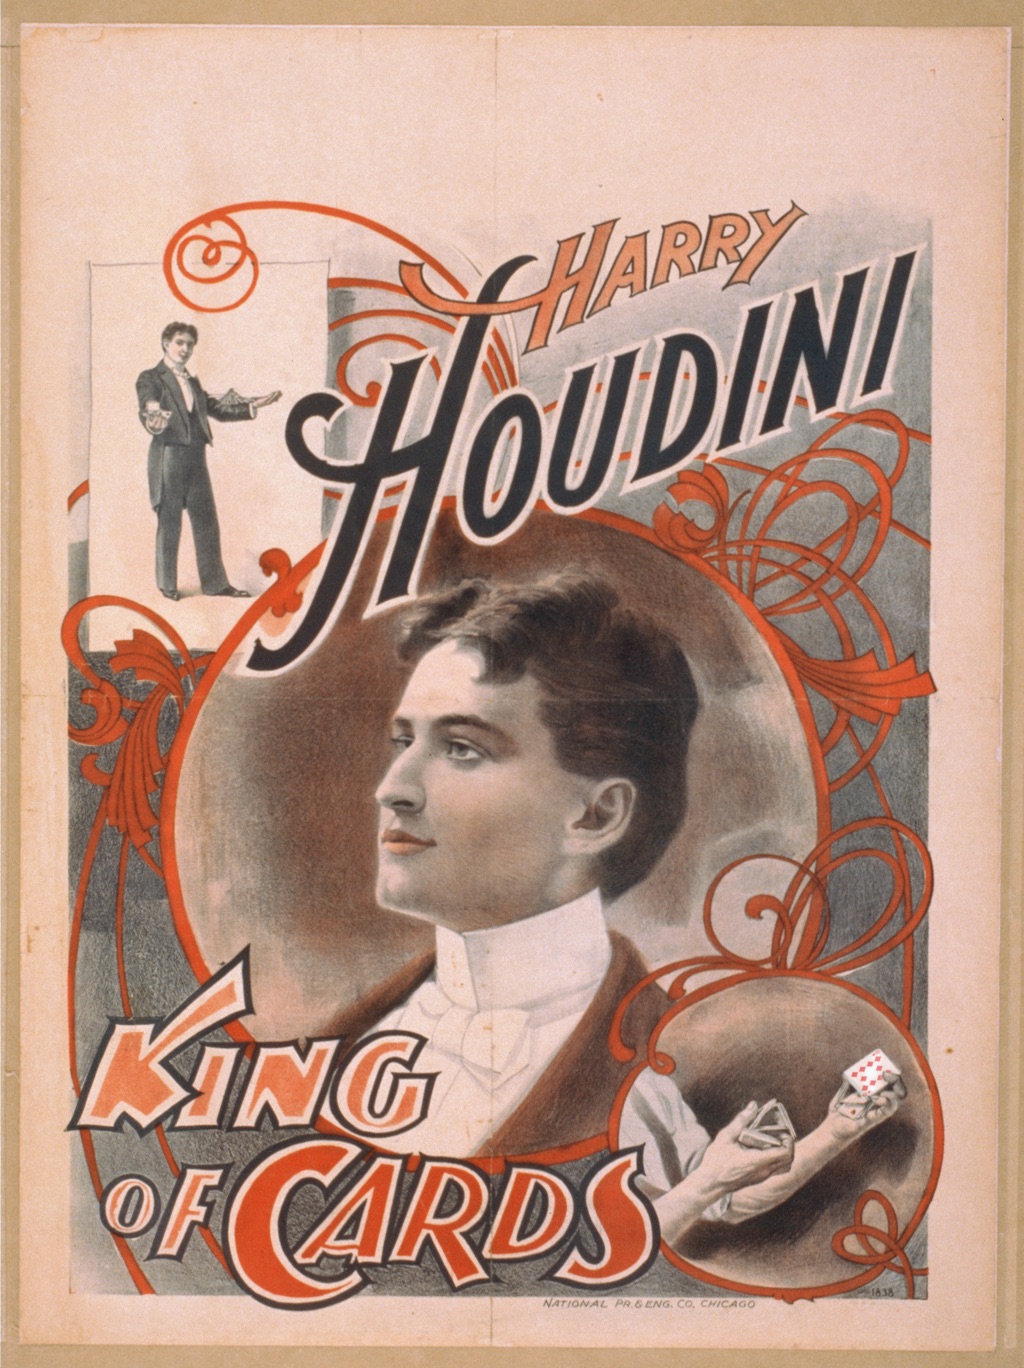 HARRY
HOUDINI
KING
OF CARDS
NATIONAL PR. & ENG. CO. CHICAGO
1838